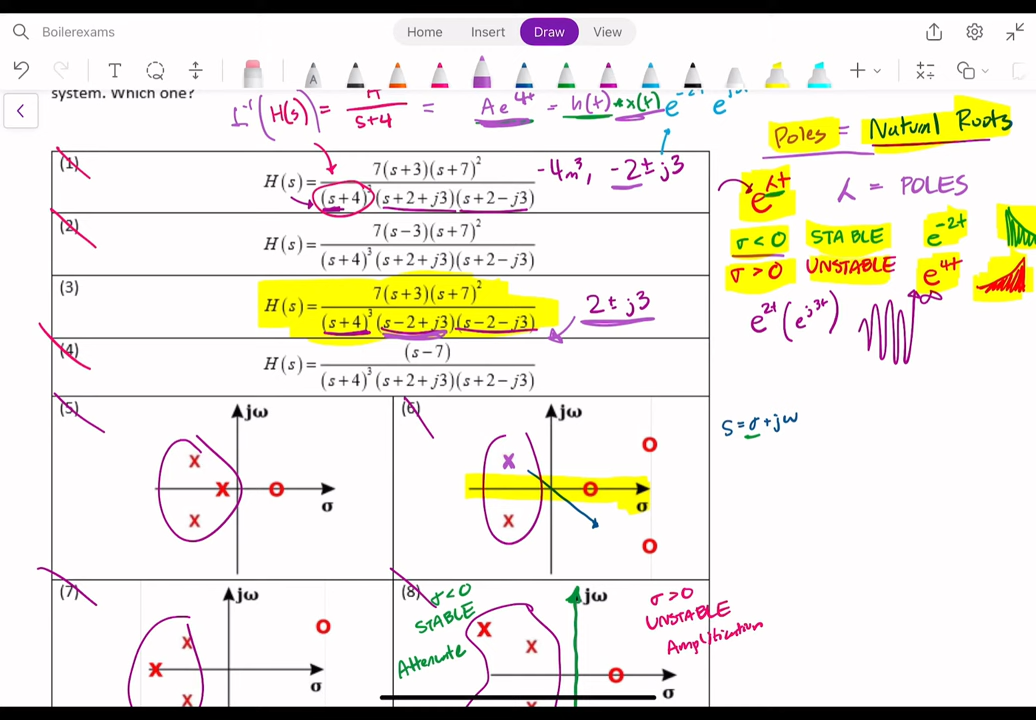 Boilerexams
Home Insert Draw View
system. Which one?
ℒ⁻¹(H(s)) = A/(s+4) = Ae^4t = h(t) * x(t)
Poles = Natural Roots
e^λt λ = POLES
σ < 0 STABLE e^-2t
σ > 0 UNSTABLE e^4t
e^2t (e^j3t) ∞
s = σ + jω
(1)
H(s) = 7(s+3)(s+7)^2 / (s+4)^3(s+2+j3)(s+2-j3)
-2 ± j3
(2)
H(s) = 7(s-3)(s+7)^2 / (s+4)^3(s+2+j3)(s+2-j3)
(3)
H(s) = 7(s+3)(s+7)^2 / (s+4)^3(s-2+j3)(s-2-j3)
2 ± j3
(4)
H(s) = (s-7) / (s+4)^3(s+2+j3)(s+2-j3)
(5)
jω
σ
(6)
jω
σ
(7)
jω
σ
(8)
σ<0
STABLE
Attenuate
jω
σ>0
UNSTABLE
Amplification
σ